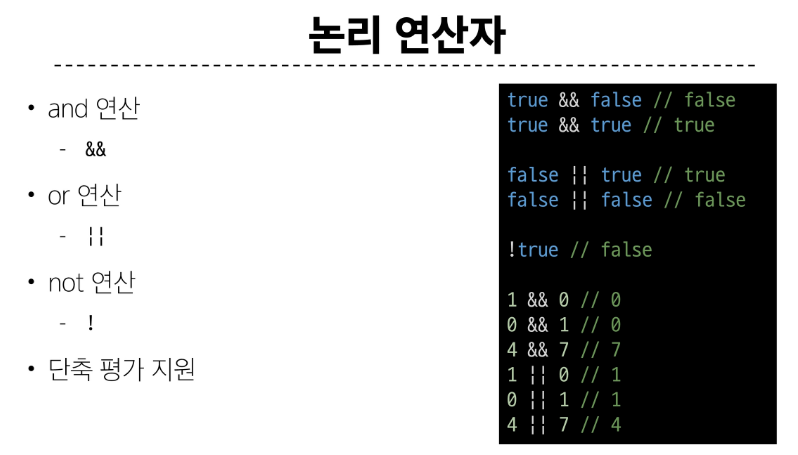 논리 연산자
• and 연산
- &&
• or 연산
- ||
• not 연산
- !
• 단축 평가 지원
true && false // false
true && true // true
false || true // true
false || false // false
!true // false
1 && 0 // 0
0 && 1 // 0
4 && 7 // 7
1 || 0 // 1
0 || 1 // 1
4 || 7 // 4